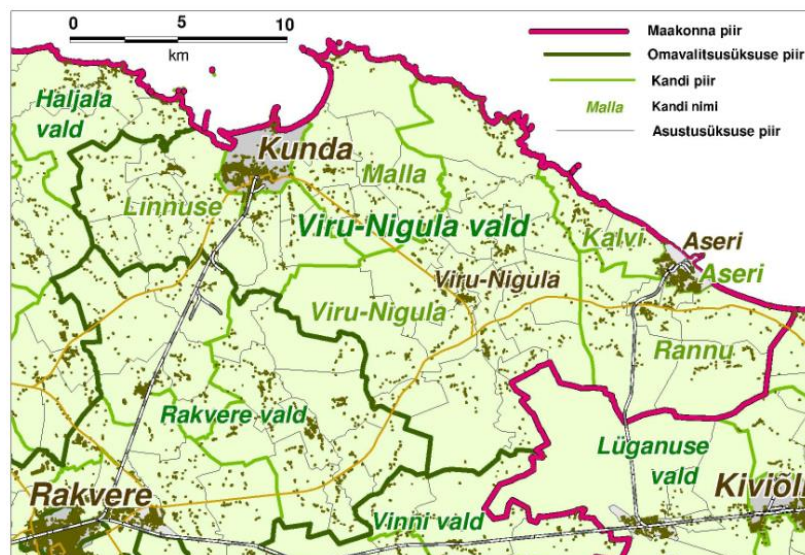 0 5 10
km
Maakonna piir
Omavalitsusüksuse piir
Kandi piir
Malla Kandi nimi
Asustusüksuse piir
Haljala
vald
Kunda
Malla
Linnuse
Viru-Nigula vald
Kalvi
Aseri
Aseri
Viru-Nigula
Viru-Nigula
Rannu
Rakvere vald
Lüganuse
vald
Rakvere
Vinni vald
Kiviõli